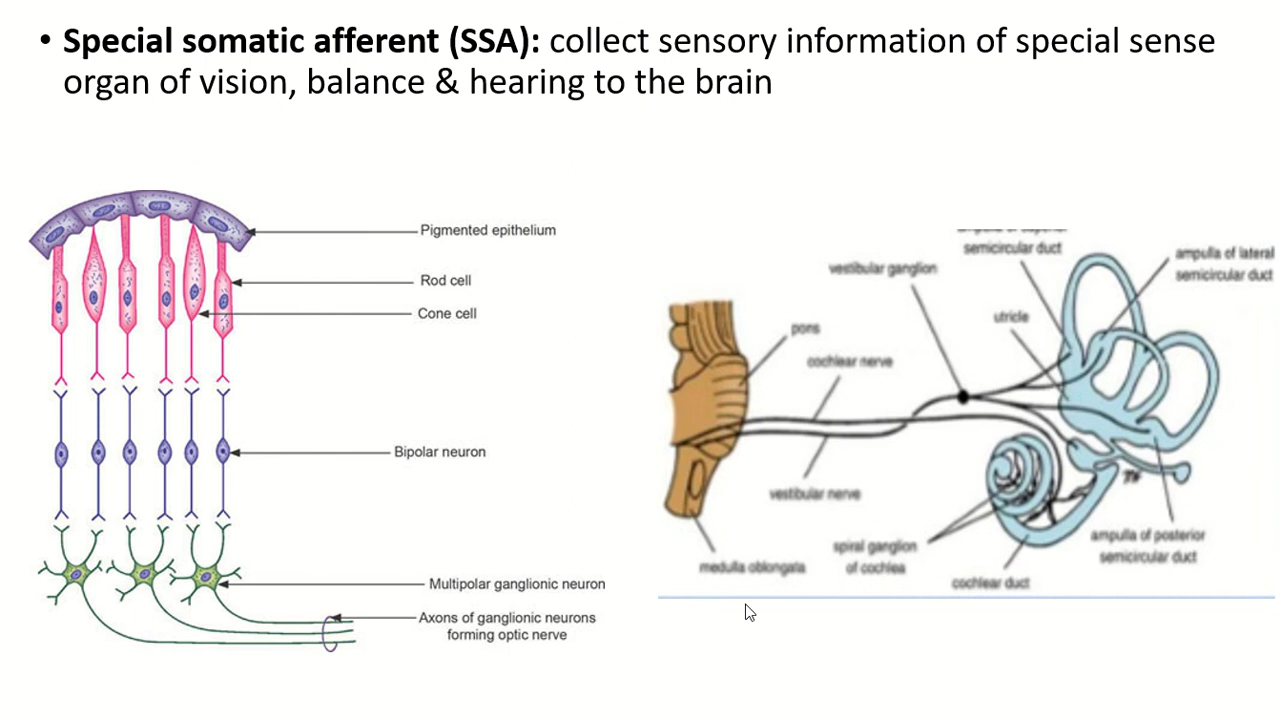 • Special somatic afferent (SSA): collect sensory information of special sense
organ of vision, balance & hearing to the brain
Pigmented epithelium
Rod cell
Cone cell
Bipolar neuron
Multipolar ganglionic neuron
Axons of ganglionic neurons
forming optic nerve
semicircular duct
ampulla of lateral
semicircular duct
vestibular ganglion
utricle
pons
cochlear nerve
vestibular nerve
spiral ganglion
of cochlea
medulla oblongata
cochlear duct
ampulla of posterior
semicircular duct